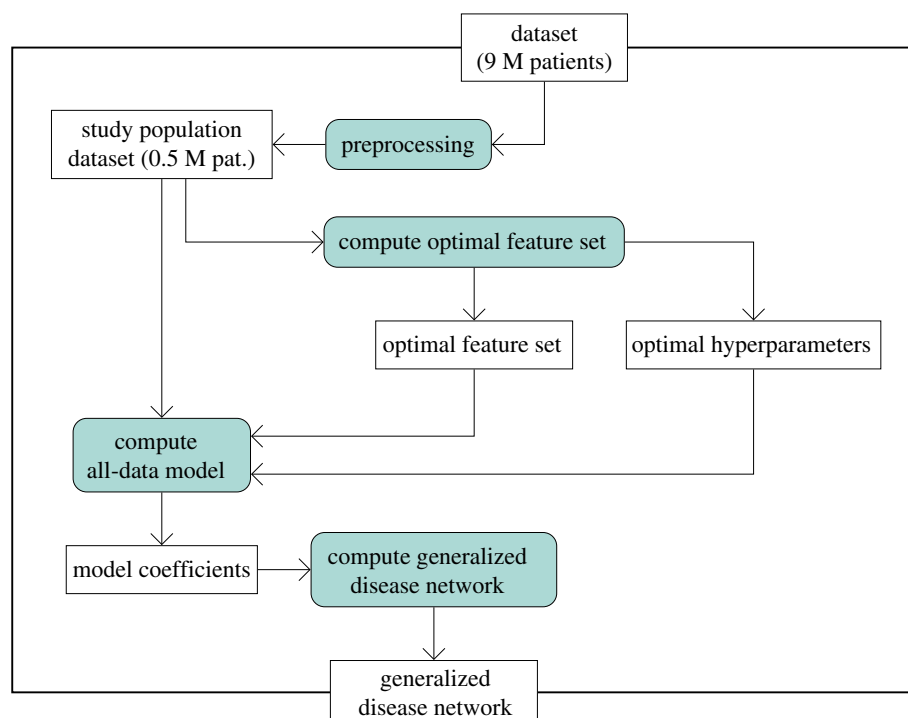 dataset
(9 M patients)
study population
dataset (0.5 M pat.)
preprocessing
compute optimal feature set
optimal feature set
optimal hyperparameters
compute
all-data model
model coefficients
compute generalized
disease network
generalized
disease network